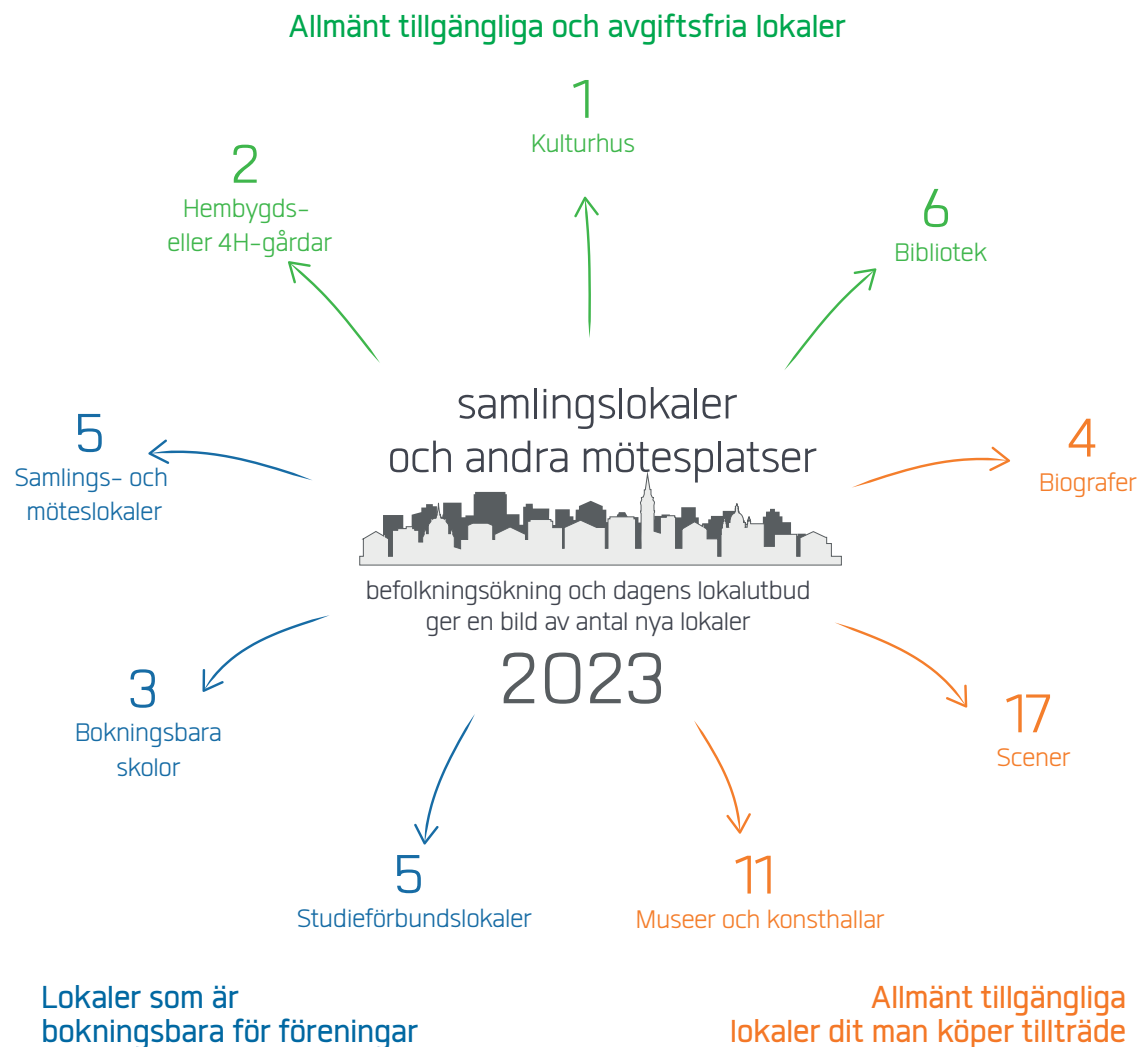 Allmänt tillgängliga och avgiftsfria lokaler
1
Kulturhus
2
Hembygds-
eller 4H-gårdar
6
Bibliotek
samlingslokaler
och andra mötesplatser
5
Samlings- och
möteslokaler
4
Biografer
befolkningsökning och dagens lokalutbud
ger en bild av antal nya lokaler
2023
3
Bokningsbara
skolor
17
Scener
5
Studieförbundslokaler
11
Museer och konsthallar
Lokaler som är
bokningsbara för föreningar
Allmänt tillgängliga
lokaler dit man köper tillträde